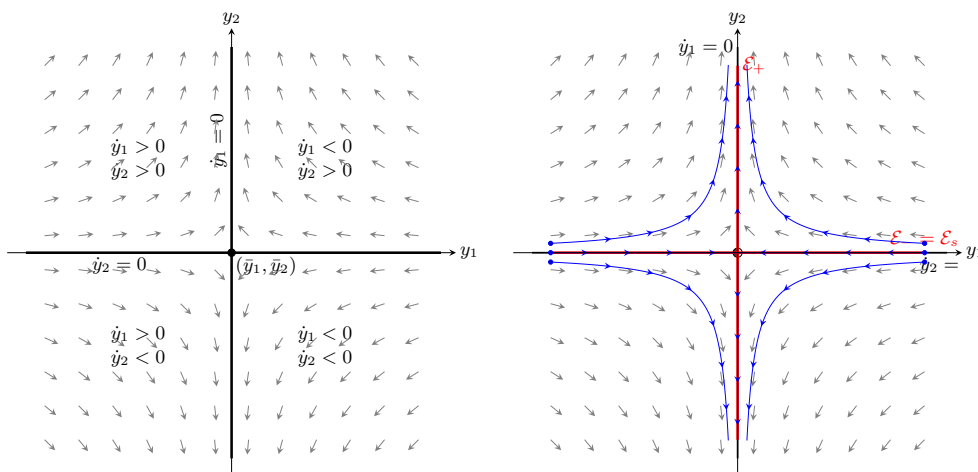 y₂
ẏ₁ = 0
ẏ₁ > 0
ẏ₂ > 0
ẏ₁ < 0
ẏ₂ > 0
ẏ₂ = 0
(ȳ₁, ȳ₂)
y₁
ẏ₁ > 0
ẏ₂ < 0
ẏ₁ < 0
ẏ₂ < 0
y₂
ẏ₁ = 0
ℰ₊
ℰ = ℰₛ
ẏ₂ =
y₁